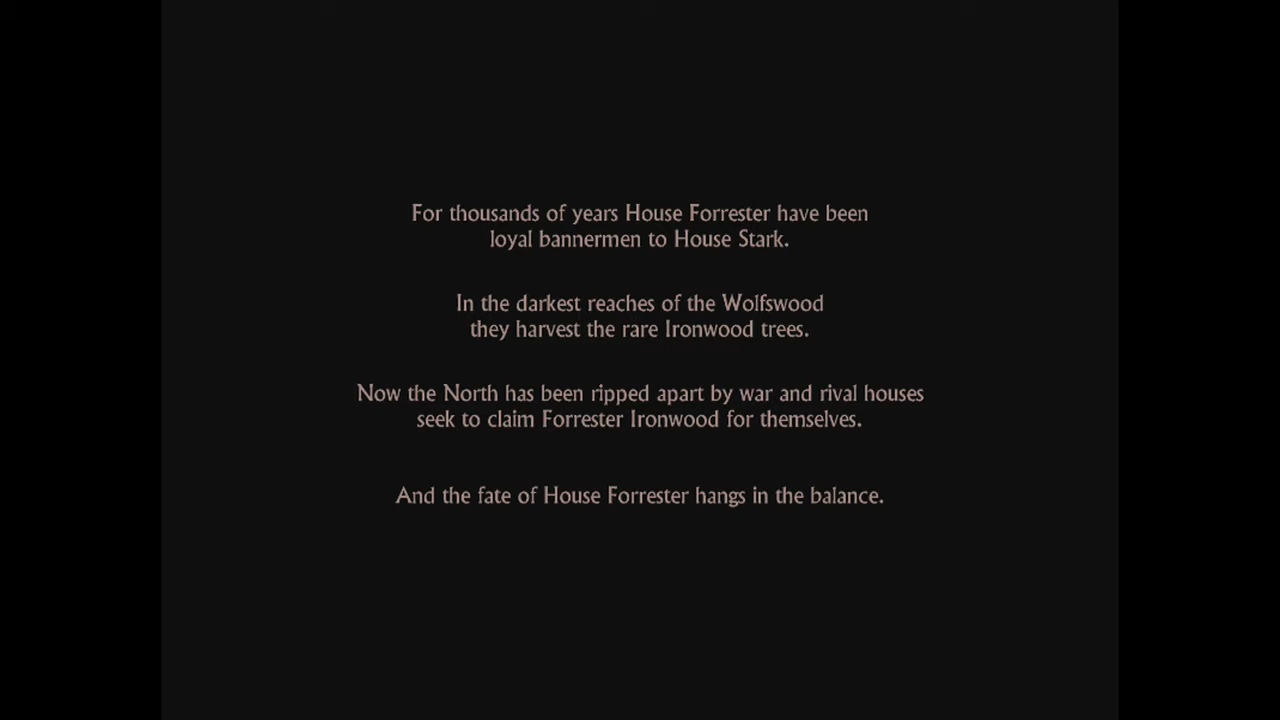 For thousands of years House Forrester have been
loyal bannermen to House Stark.
In the darkest reaches of the Wolfswood
they harvest the rare Ironwood trees.
Now the North has been ripped apart by war and rival houses
seek to claim Forrester Ironwood for themselves.
And the fate of House Forrester hangs in the balance.